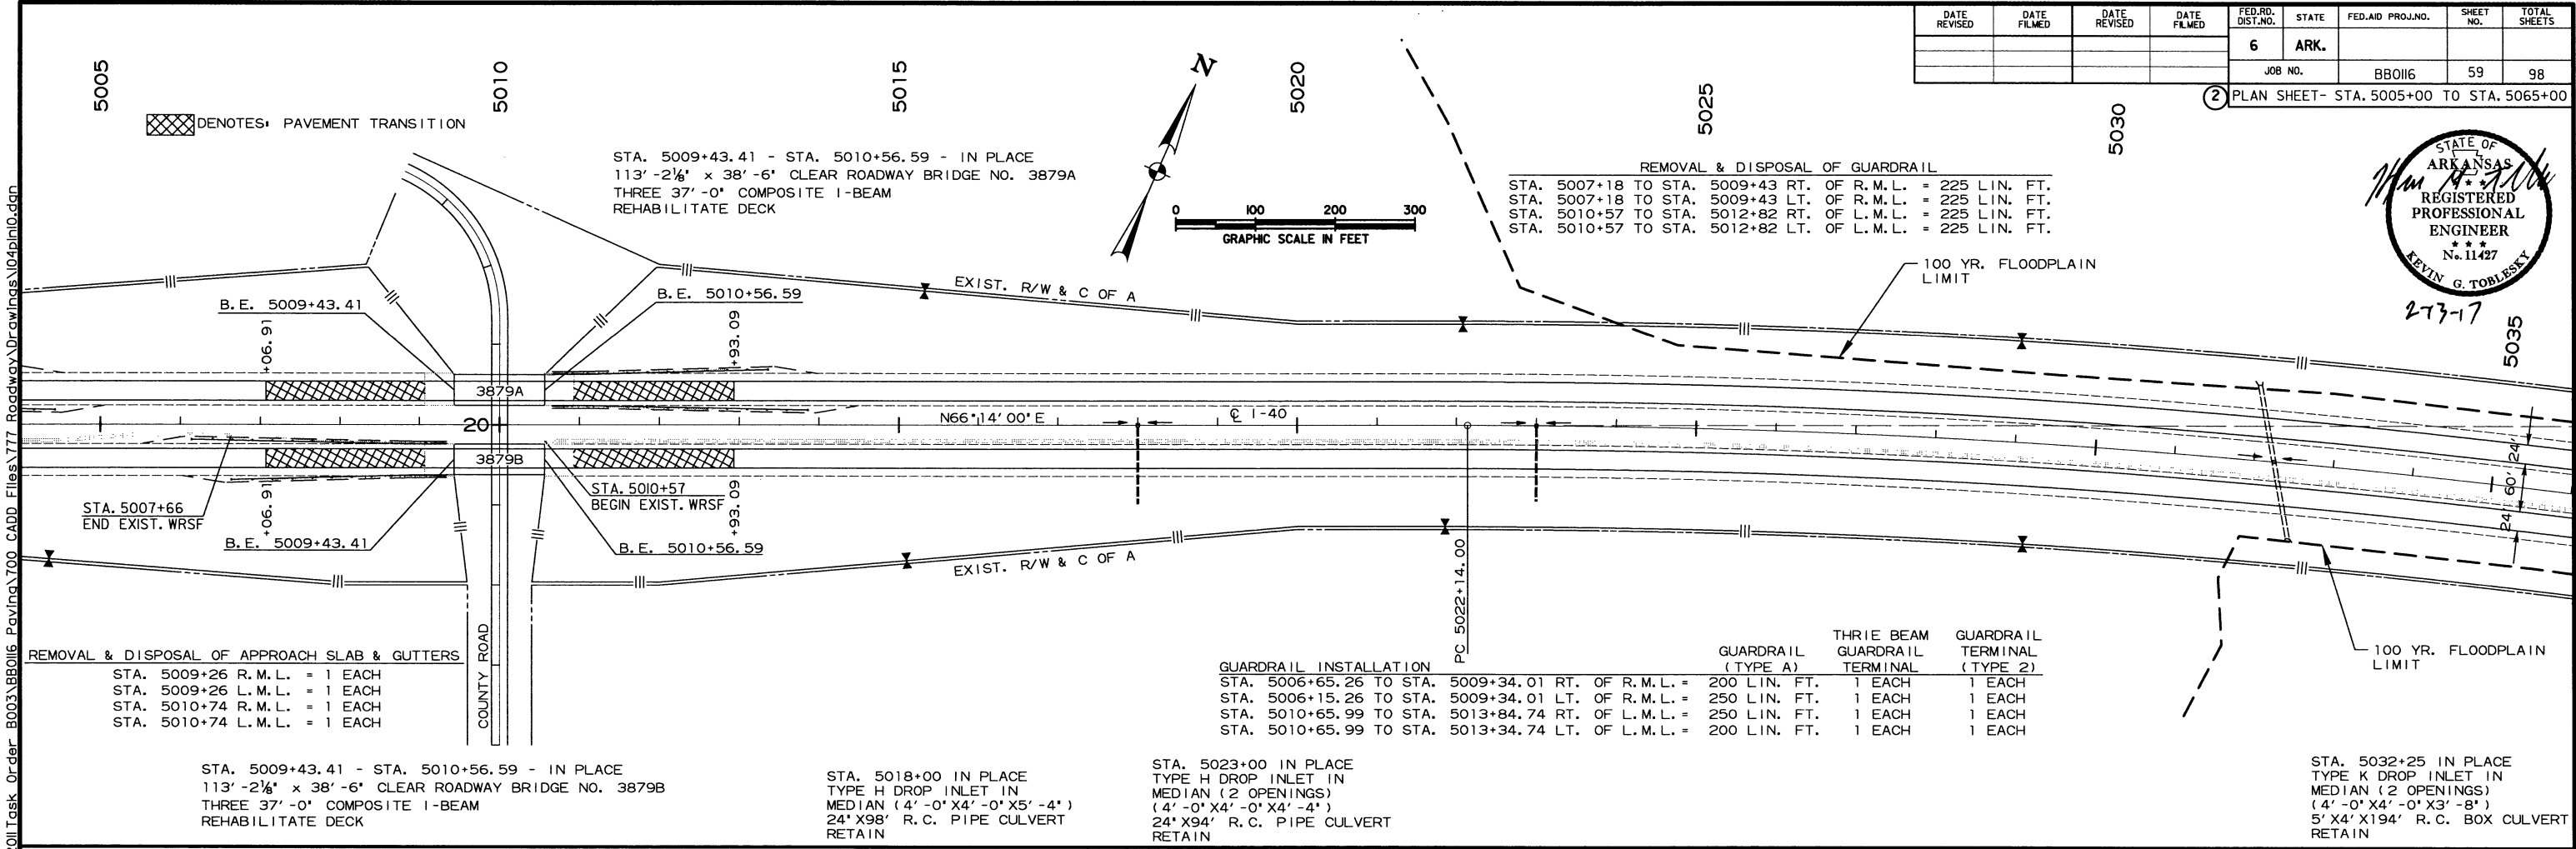 DATE REVISED
DATE FILMED
DATE REVISED
DATE FILMED
FED.RD. DIST.NO.
STATE
FED.AID PROJ.NO.
SHEET NO.
TOTAL SHEETS
6
ARK.
JOB NO.
BB0116
59
98
2 PLAN SHEET- STA. 5005+00 TO STA. 5065+00
5005
5010
5015
5020
5025
5030
5035
N
DENOTES: PAVEMENT TRANSITION
STA. 5009+43.41 - STA. 5010+56.59 - IN PLACE
113'-2⅛" x 38'-6" CLEAR ROADWAY BRIDGE NO. 3879A
THREE 37'-0" COMPOSITE I-BEAM
REHABILITATE DECK
0 100 200 300
GRAPHIC SCALE IN FEET
REMOVAL & DISPOSAL OF GUARDRAIL
STA. 5007+18 TO STA. 5009+43 RT. OF R.M.L. = 225 LIN. FT.
STA. 5007+18 TO STA. 5009+43 LT. OF R.M.L. = 225 LIN. FT.
STA. 5010+57 TO STA. 5012+82 RT. OF L.M.L. = 225 LIN. FT.
STA. 5010+57 TO STA. 5012+82 LT. OF L.M.L. = 225 LIN. FT.
STATE OF
ARKANSAS
REGISTERED
PROFESSIONAL
ENGINEER
No. 11427
KEVIN G. TOBLESKY
2-13-17
100 YR. FLOODPLAIN
LIMIT
EXIST. R/W & C OF A
B.E. 5009+43.41
B.E. 5010+56.59
+06.91
+93.09
3879A
20
N66°14'00"E
℄ I-40
3879B
STA. 5007+66
END EXIST. WRSF
+06.91
STA. 5010+57
BEGIN EXIST. WRSF
+93.09
B.E. 5009+43.41
B.E. 5010+56.59
EXIST. R/W & C OF A
PC 5022+14.00
24'
60'
24'
100 YR. FLOODPLAIN
LIMIT
COUNTY ROAD
REMOVAL & DISPOSAL OF APPROACH SLAB & GUTTERS
STA. 5009+26 R.M.L. = 1 EACH
STA. 5009+26 L.M.L. = 1 EACH
STA. 5010+74 R.M.L. = 1 EACH
STA. 5010+74 L.M.L. = 1 EACH
GUARDRAIL INSTALLATION
GUARDRAIL (TYPE A)
THRIE BEAM GUARDRAIL TERMINAL
GUARDRAIL TERMINAL (TYPE 2)
STA. 5006+65.26 TO STA. 5009+34.01 RT. OF R.M.L. = 200 LIN. FT. 1 EACH 1 EACH
STA. 5006+15.26 TO STA. 5009+34.01 LT. OF R.M.L. = 250 LIN. FT. 1 EACH 1 EACH
STA. 5010+65.99 TO STA. 5013+84.74 RT. OF L.M.L. = 250 LIN. FT. 1 EACH 1 EACH
STA. 5010+65.99 TO STA. 5013+34.74 LT. OF L.M.L. = 200 LIN. FT. 1 EACH 1 EACH
STA. 5009+43.41 - STA. 5010+56.59 - IN PLACE
113'-2⅛" x 38'-6" CLEAR ROADWAY BRIDGE NO. 3879B
THREE 37'-0" COMPOSITE I-BEAM
REHABILITATE DECK
STA. 5018+00 IN PLACE
TYPE H DROP INLET IN
MEDIAN (4'-0"X4'-0"X5'-4")
24"X98' R.C. PIPE CULVERT
RETAIN
STA. 5023+00 IN PLACE
TYPE H DROP INLET IN
MEDIAN (2 OPENINGS)
(4'-0"X4'-0"X4'-4")
24"X94' R.C. PIPE CULVERT
RETAIN
STA. 5032+25 IN PLACE
TYPE K DROP INLET IN
MEDIAN (2 OPENINGS)
(4'-0"X4'-0"X3'-8")
5'X4'X194' R.C. BOX CULVERT
RETAIN
Task Order B003\BB0116 Paving\700 CADD Files\777 Roadway\Drawings\104pln10.dgn